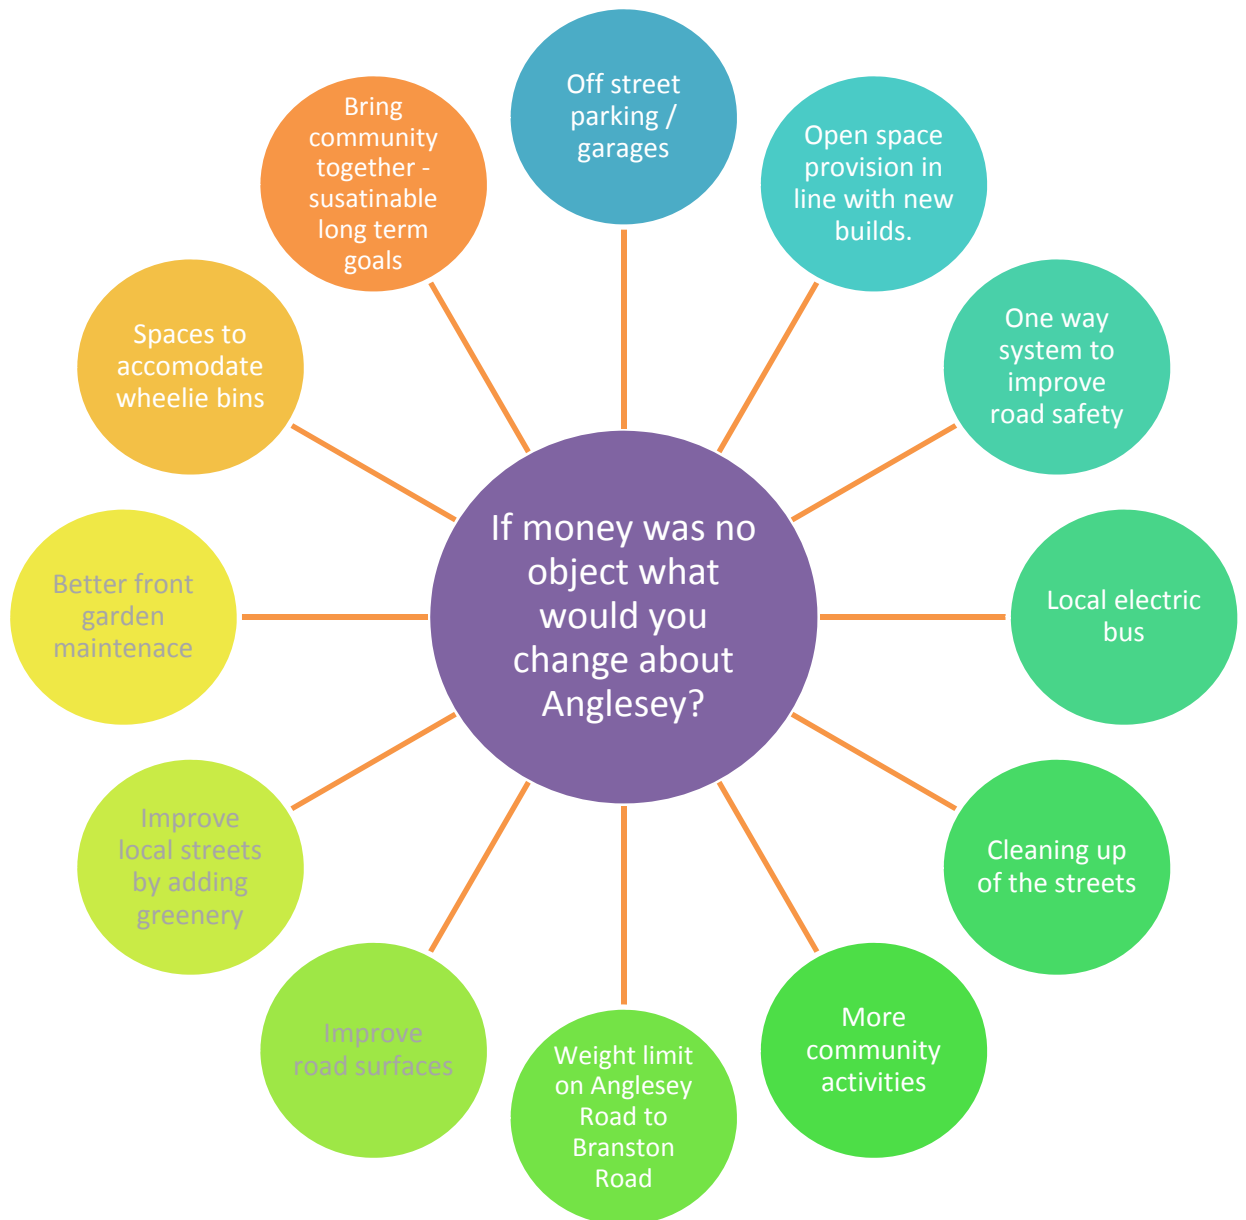 If money was no
object what
would you
change about
Anglesey?
Off street
parking /
garages
Open space
provision in
line with new
builds.
One way
system to
improve
road safety
Local electric
bus
Cleaning up
of the streets
More
community
activities
Weight limit
on Anglesey
Road to
Branston
Road
Improve
road surfaces
Improve
local streets
by adding
greenery
Better front
garden
maintenace
Spaces to
accomodate
wheelie bins
Bring
community
together -
susatinable
long term
goals